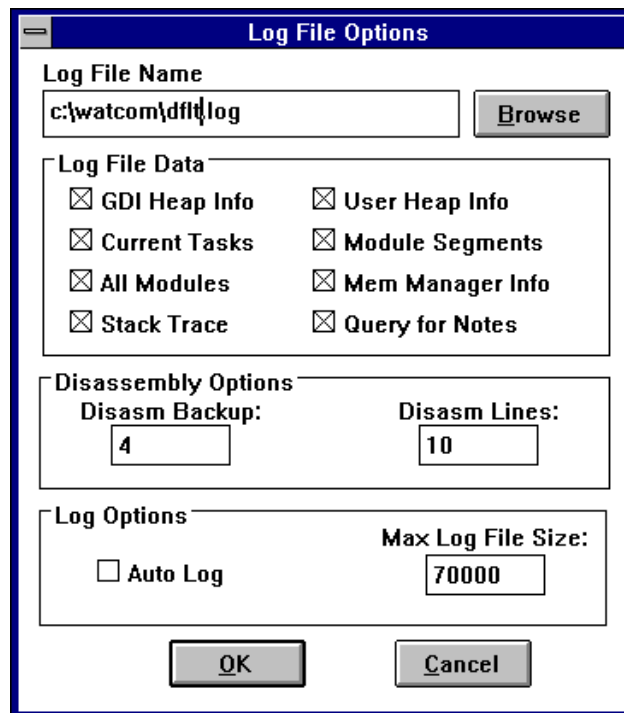 Log File Options
Log File Name
c:\watcom\dflt.log
Browse
Log File Data
GDI Heap Info User Heap Info
Current Tasks Module Segments
All Modules Mem Manager Info
Stack Trace Query for Notes
Disassembly Options
Disasm Backup: Disasm Lines:
4 10
Log Options
Max Log File Size:
Auto Log 70000
OK Cancel